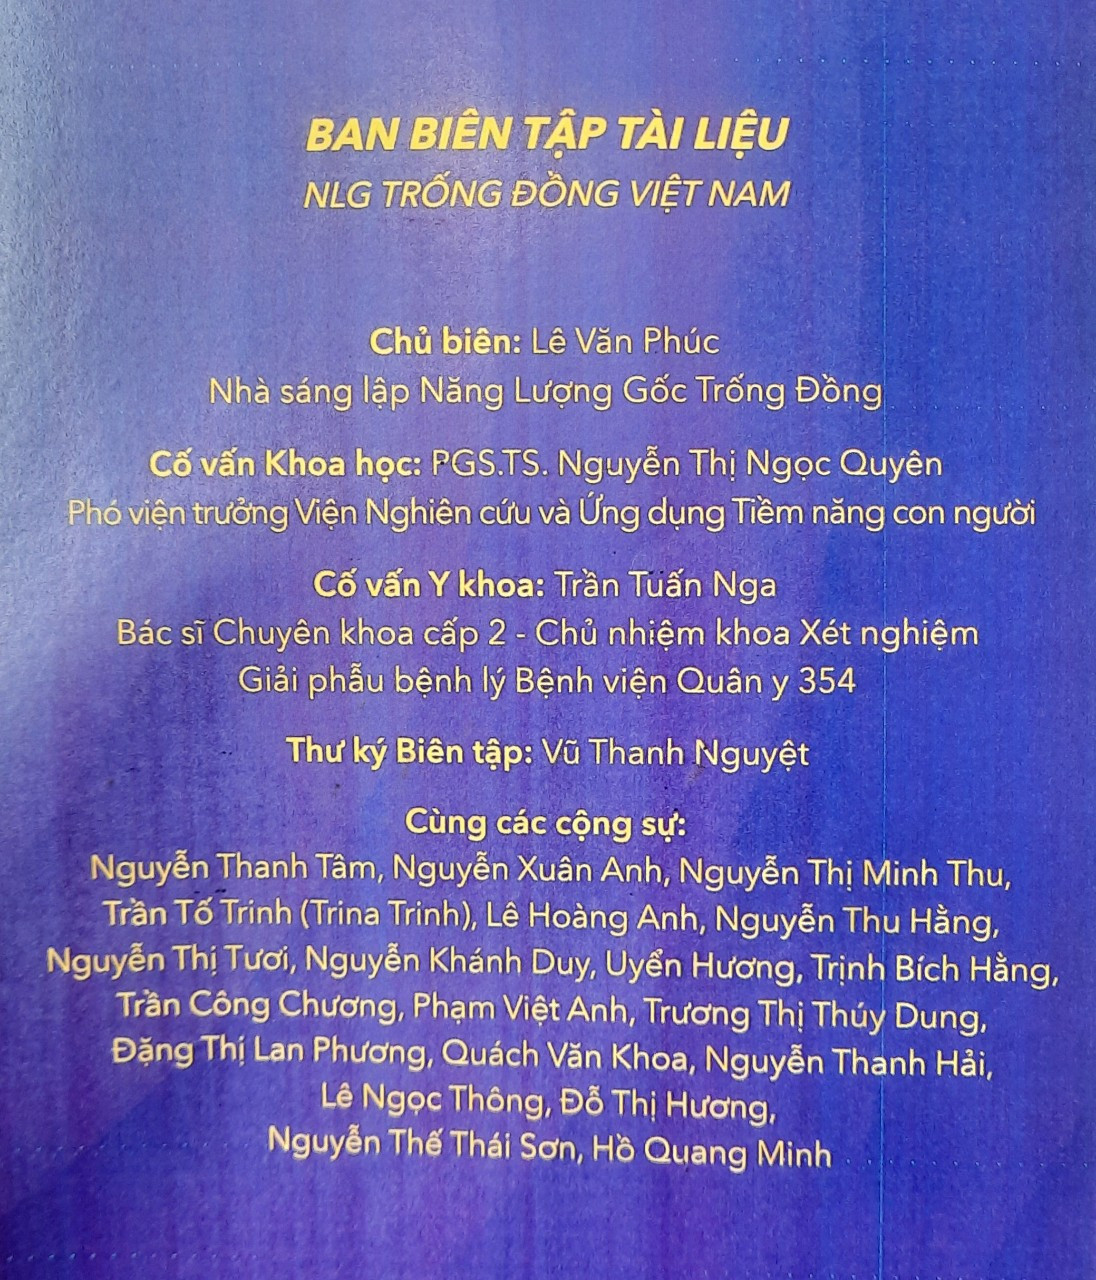 BAN BIÊN TẬP TÀI LIỆU
NLG TRỐNG ĐỒNG VIỆT NAM
Chủ biên: Lê Văn Phúc
Nhà sáng lập Năng Lượng Gốc Trống Đồng
Cố vấn Khoa học: PGS.TS. Nguyễn Thị Ngọc Quyên
Phó viện trưởng Viện Nghiên cứu và Ứng dụng Tiềm năng con người
Cố vấn Y khoa: Trần Tuấn Nga
Bác sĩ Chuyên khoa cấp 2 - Chủ nhiệm khoa Xét nghiệm
Giải phẫu bệnh lý Bệnh viện Quân y 354
Thư ký Biên tập: Vũ Thanh Nguyệt
Cùng các cộng sự:
Nguyễn Thanh Tâm, Nguyễn Xuân Anh, Nguyễn Thị Minh Thu,
Trần Tố Trinh (Trina Trinh), Lê Hoàng Anh, Nguyễn Thu Hằng,
Nguyễn Thị Tươi, Nguyễn Khánh Duy, Uyển Hương, Trịnh Bích Hằng,
Trần Công Chương, Phạm Việt Anh, Trương Thị Thúy Dung,
Đặng Thị Lan Phương, Quách Văn Khoa, Nguyễn Thanh Hải,
Lê Ngọc Thông, Đỗ Thị Hương,
Nguyễn Thế Thái Sơn, Hồ Quang Minh